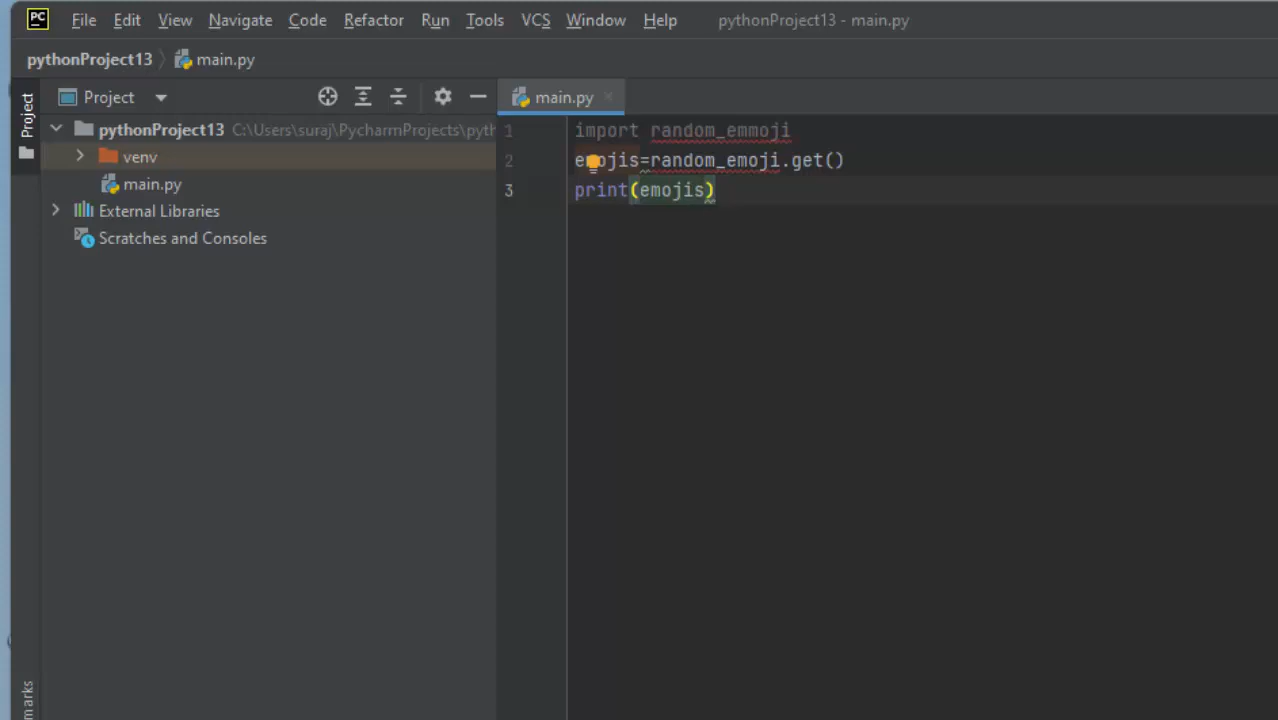 PC File Edit View Navigate Code Refactor Run Tools VCS Window Help pythonProject13 - main.py
pythonProject13 main.py
Project
Project main.py
pythonProject13 C:\Users\suraj\PycharmProjects\pyth
venv
main.py
External Libraries
Scratches and Consoles
1 import random_emmoji
2 emojis=random_emoji.get()
3 print(emojis)
marks